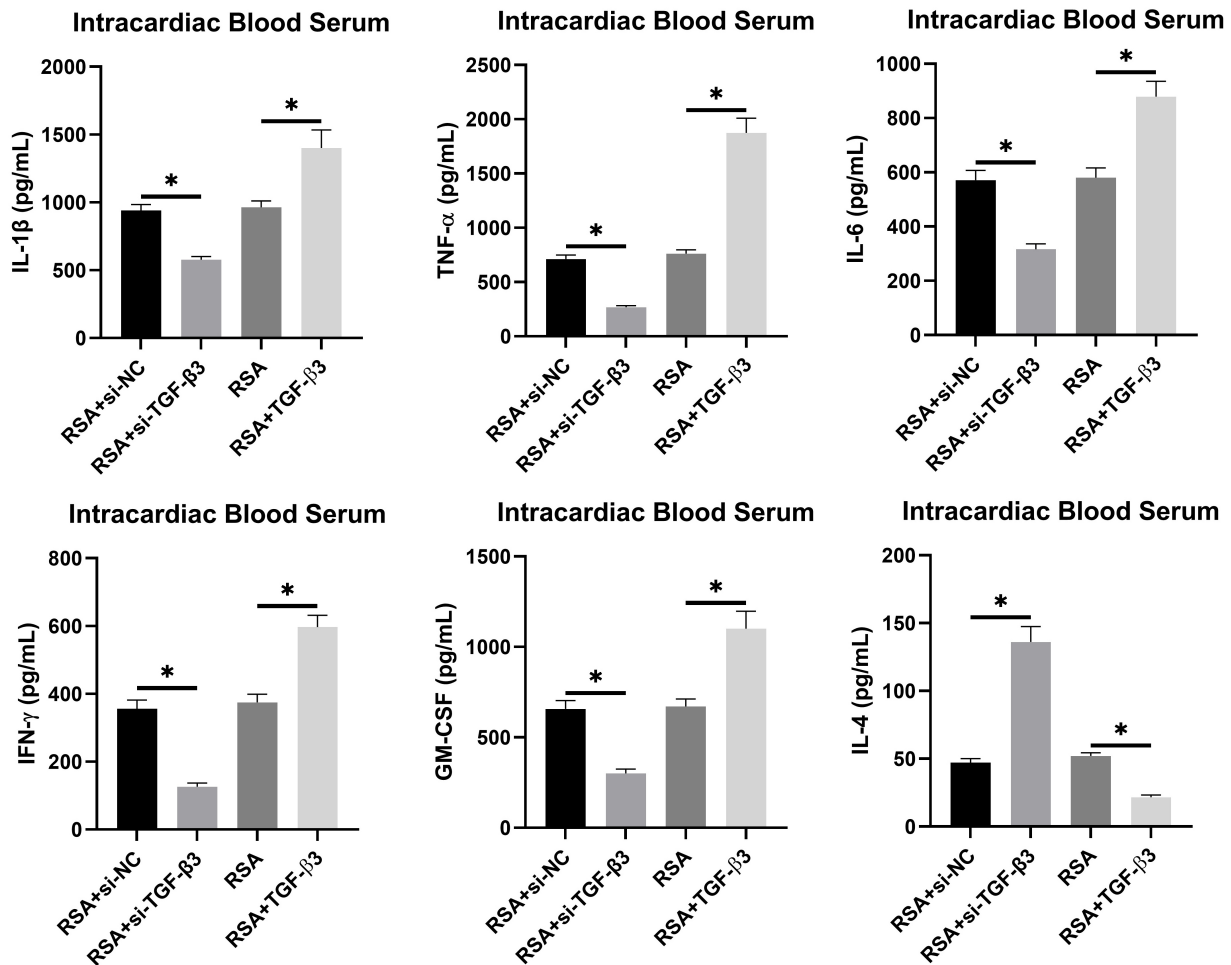 Intracardiac Blood Serum
IL-1β (pg/mL)
2000
1500
1000
500
0
*
*
RSA+si-NC
RSA+si-TGF-β3
RSA
RSA+TGF-β3
Intracardiac Blood Serum
TNF-α (pg/mL)
2500
2000
1500
1000
500
0
*
*
RSA+si-NC
RSA+si-TGF-β3
RSA
RSA+TGF-β3
Intracardiac Blood Serum
IL-6 (pg/mL)
1000
800
600
400
200
0
*
*
RSA+si-NC
RSA+si-TGF-β3
RSA
RSA+TGF-β3
Intracardiac Blood Serum
IFN-γ (pg/mL)
800
600
400
200
0
*
*
RSA+si-NC
RSA+si-TGF-β3
RSA
RSA+TGF-β3
Intracardiac Blood Serum
GM-CSF (pg/mL)
1500
1000
500
0
*
*
RSA+si-NC
RSA+si-TGF-β3
RSA
RSA+TGF-β3
Intracardiac Blood Serum
IL-4 (pg/mL)
200
150
100
50
0
*
*
RSA+si-NC
RSA+si-TGF-β3
RSA
RSA+TGF-β3